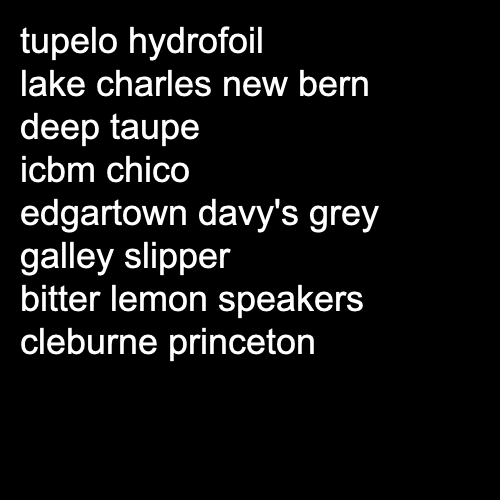 tupelo hydrofoil
lake charles new bern
deep taupe
icbm chico
edgartown davy's grey
galley slipper
bitter lemon speakers
cleburne princeton